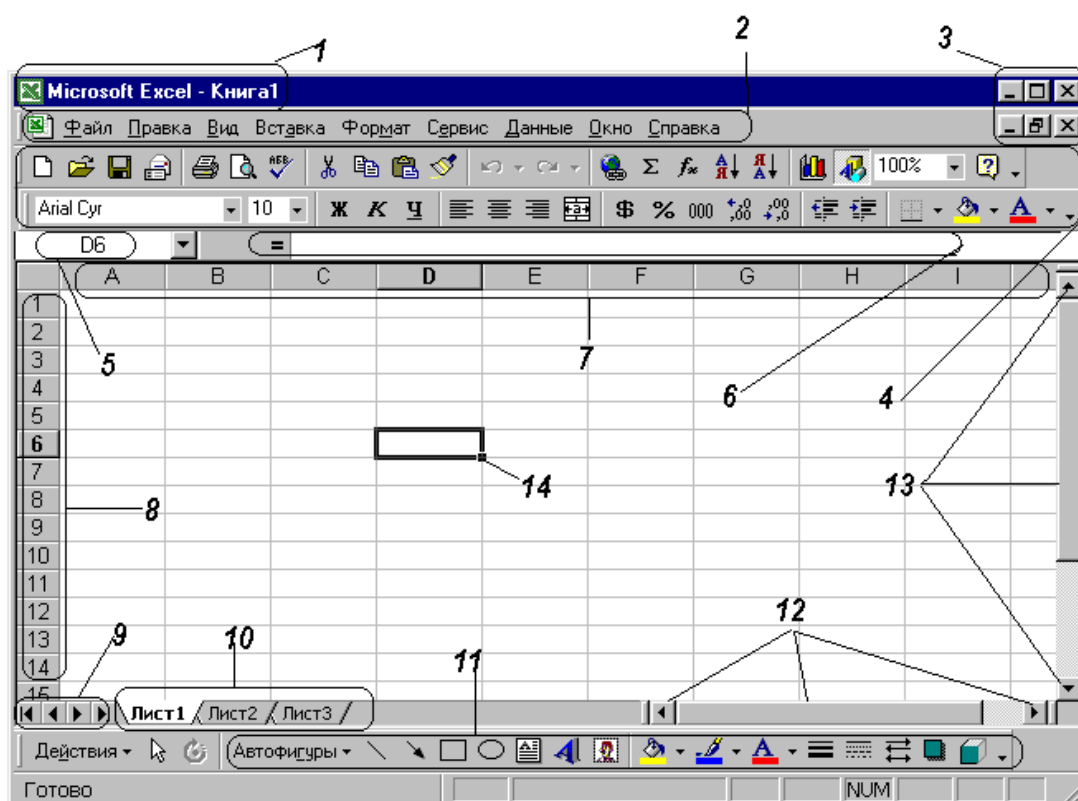 1 2 3
Microsoft Excel - Книга1
Файл Правка Вид Вставка Формат Сервис Данные Окно Справка
100%
Arial Cyr 10 Ж К Ч $ % 000
D6 =
A B C D E F G H I
1
2
3
4
5
6
7
8
9
10
11
12
13
14
15
5 7 6 4
14 13
8
9 10 11 12
Лист1 Лист2 Лист3
Действия Автофигуры
Готово NUM